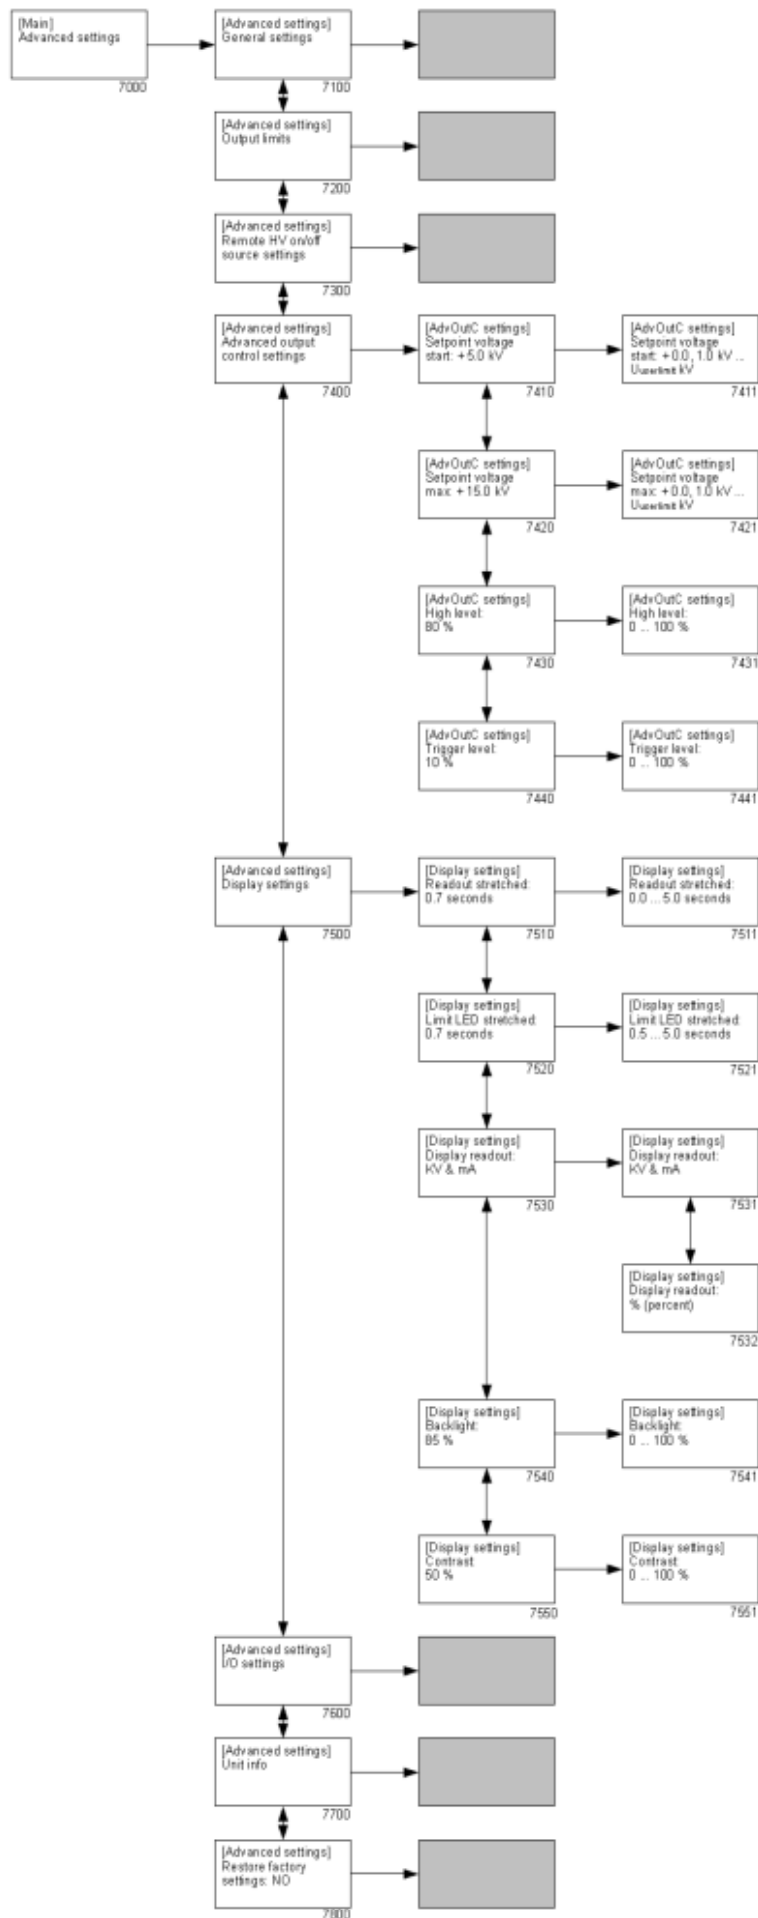 [Main]
Advanced settings
7000
[Advanced settings]
General settings
7100
[Advanced settings]
Output limits
7200
[Advanced settings]
Remote HV on/off
source settings
7300
[Advanced settings]
Advanced output
control settings
7400
[AdvOutC settings]
Setpoint voltage
start: +5.0 kV
7410
[AdvOutC settings]
Setpoint voltage
start: +0.0, 1.0 kV ...
Uuserlimit kV
7411
[AdvOutC settings]
Setpoint voltage
max: +15.0 kV
7420
[AdvOutC settings]
Setpoint voltage
max: +0.0, 1.0 kV ...
Uuserlimit kV
7421
[AdvOutC settings]
High level:
80 %
7430
[AdvOutC settings]
High level:
0 ... 100 %
7431
[AdvOutC settings]
Trigger level:
10 %
7440
[AdvOutC settings]
Trigger level:
0 ... 100 %
7441
[Advanced settings]
Display settings
7500
[Display settings]
Readout stretched:
0.7 seconds
7510
[Display settings]
Readout stretched:
0.0 ... 5.0 seconds
7511
[Display settings]
Limit LED stretched:
0.7 seconds
7520
[Display settings]
Limit LED stretched:
0.5 ... 5.0 seconds
7521
[Display settings]
Display readout:
KV & mA
7530
[Display settings]
Display readout:
KV & mA
7531
[Display settings]
Display readout:
% (percent)
7532
[Display settings]
Backlight:
85 %
7540
[Display settings]
Backlight:
0 ... 100 %
7541
[Display settings]
Contrast:
50 %
7550
[Display settings]
Contrast:
0 ... 100 %
7551
[Advanced settings]
I/O settings
7600
[Advanced settings]
Unit info
7700
[Advanced settings]
Restore factory
settings: NO
7800